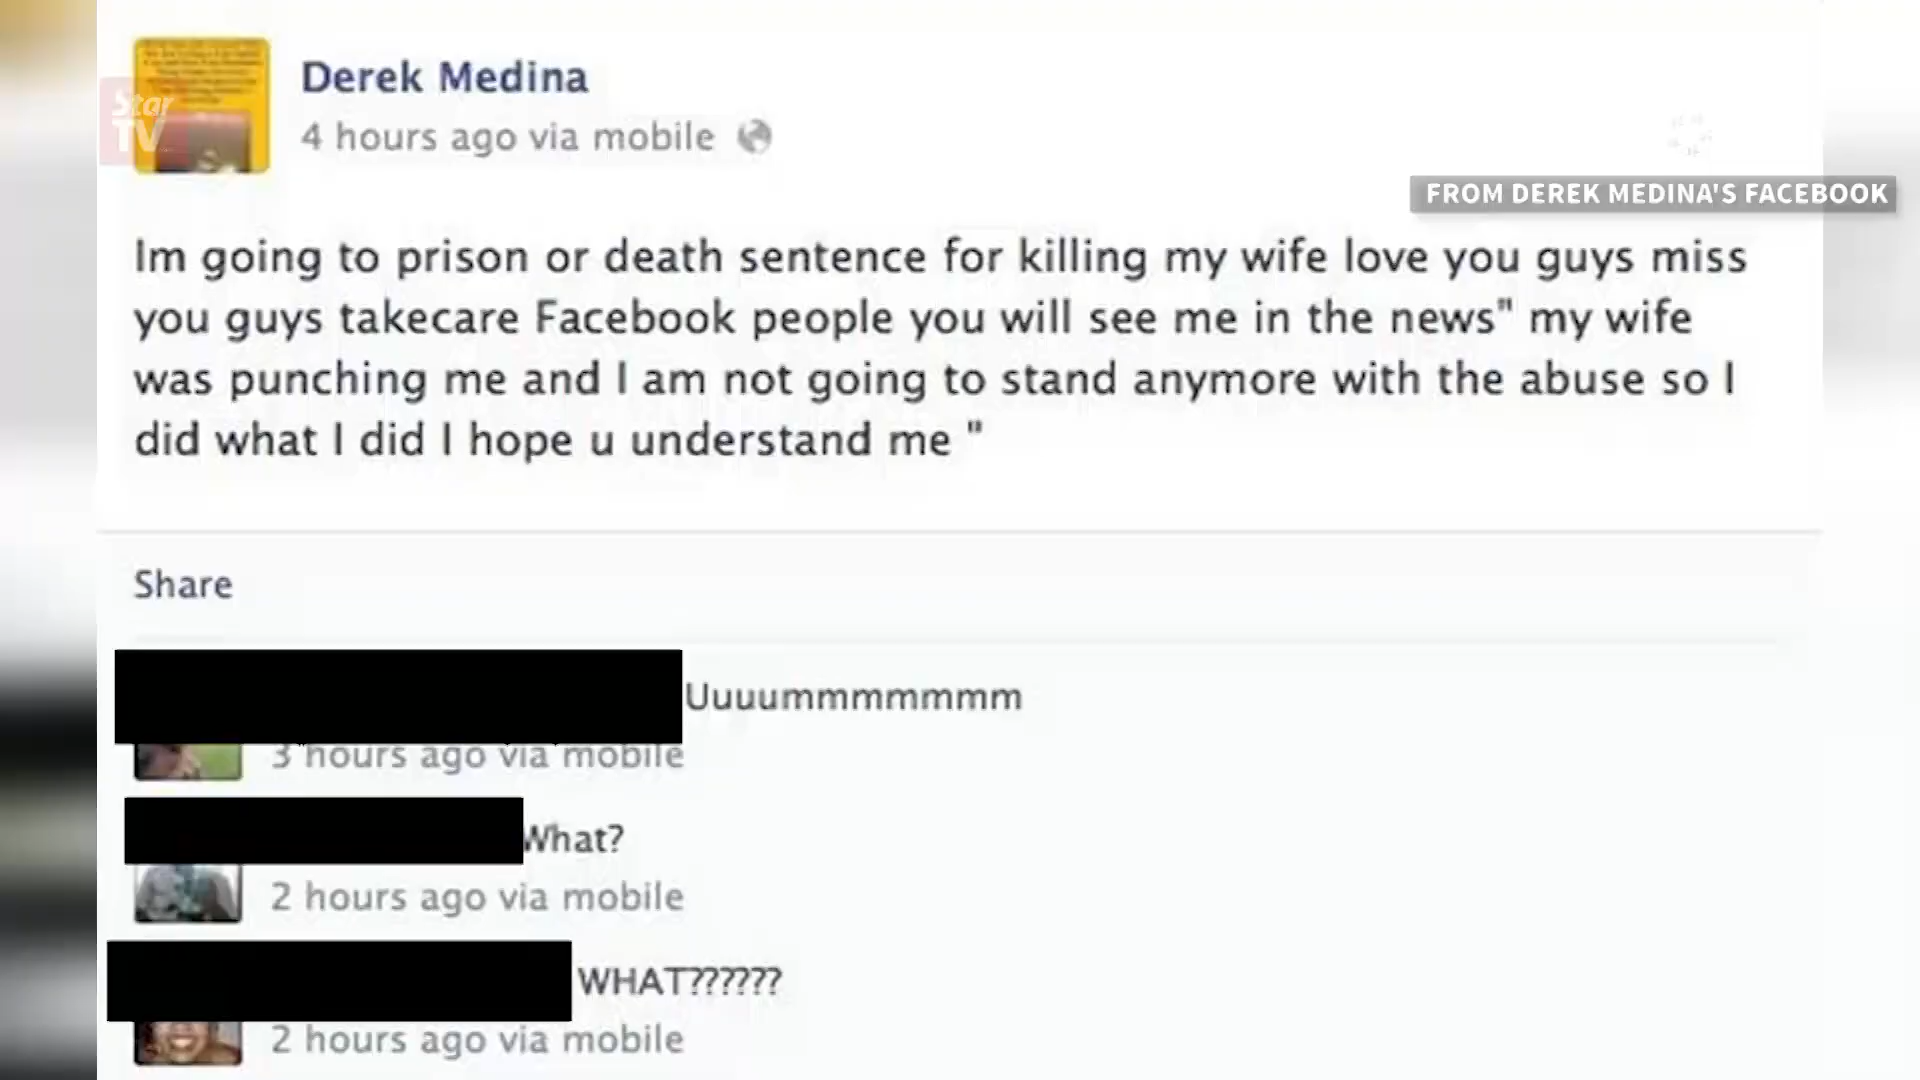 Star
TV
Derek Medina
4 hours ago via mobile
FROM DEREK MEDINA'S FACEBOOK
Im going to prison or death sentence for killing my wife love you guys miss
you guys takecare Facebook people you will see me in the news" my wife
was punching me and I am not going to stand anymore with the abuse so I
did what I did I hope u understand me "
Share
Uuuummmmmmm
3 hours ago via mobile
What?
2 hours ago via mobile
WHAT??????
2 hours ago via mobile